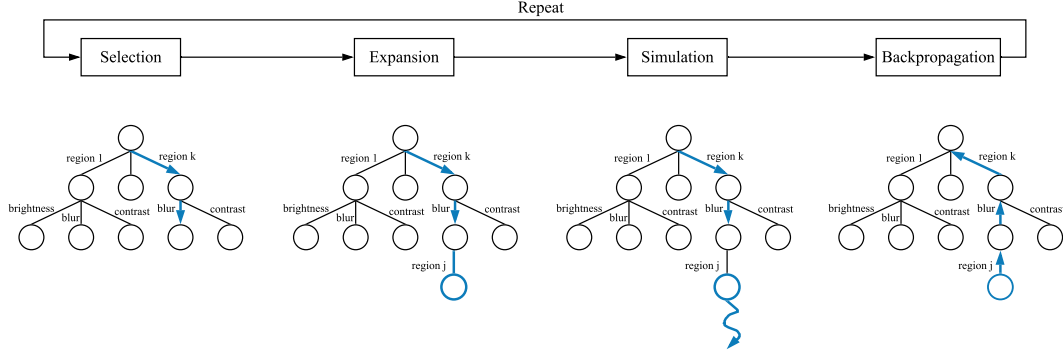 Repeat
Selection
Expansion
Simulation
Backpropagation
region 1
region k
brightness
blur
contrast
blur
contrast
region 1
region k
brightness
blur
contrast
blur
contrast
region j
region 1
region k
brightness
blur
contrast
blur
contrast
region j
region 1
region k
brightness
blur
contrast
blur
contrast
region j